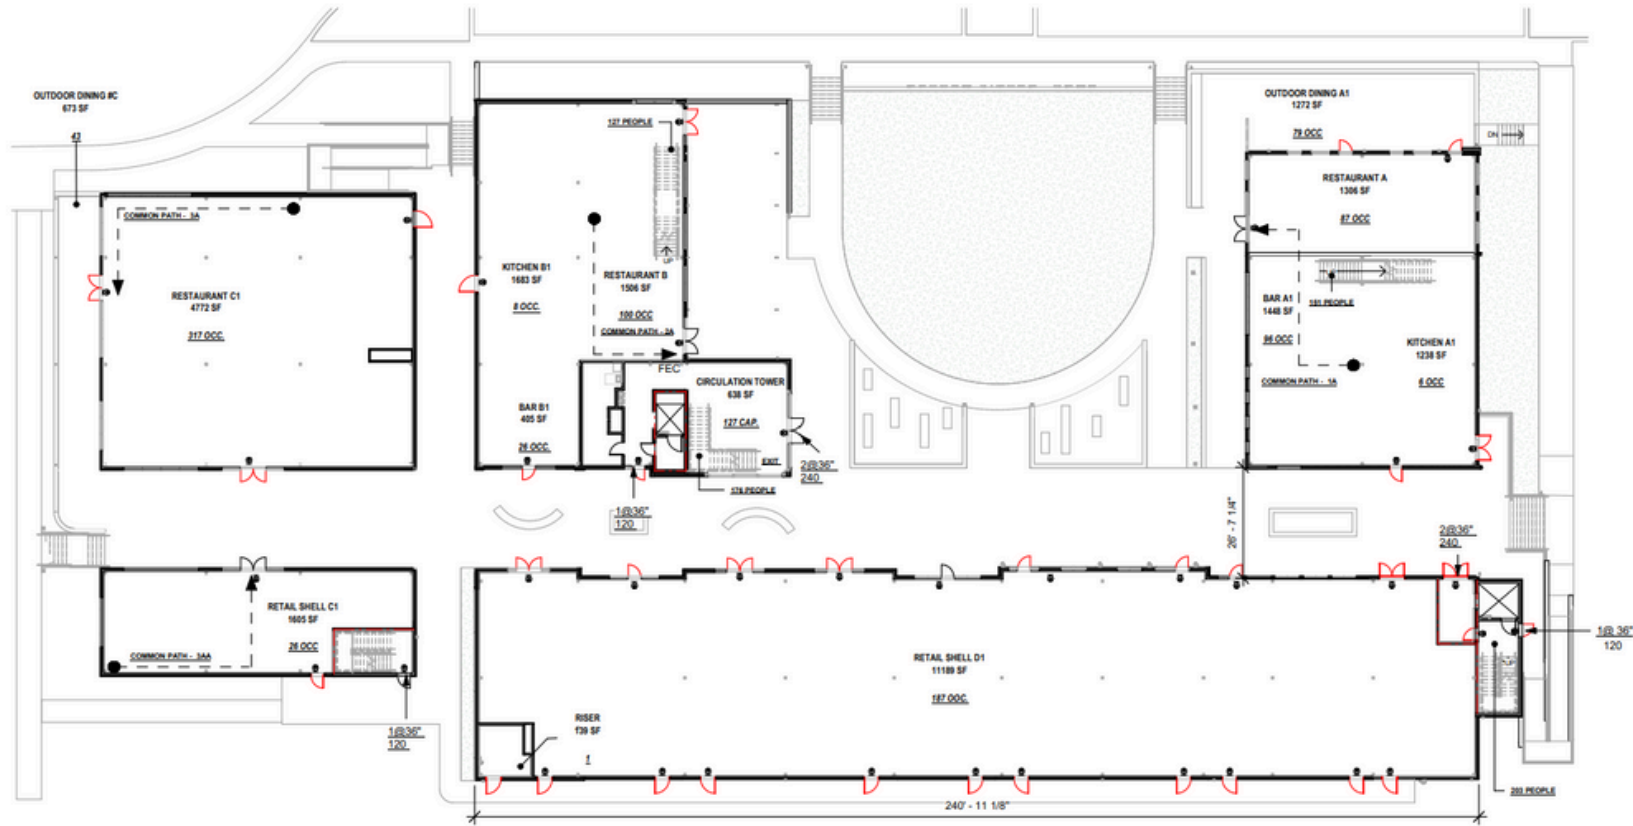 OUTDOOR DINING #C
673 SF
43
COMMON PATH - 3A
RESTAURANT C1
4772 SF
317 OCC.
127 PEOPLE
KITCHEN B1
1683 SF
8 OCC.
UP
RESTAURANT B
1506 SF
100 OCC
COMMON PATH - 2A
FEC
BAR B1
405 SF
26 OCC.
CIRCULATION TOWER
638 SF
127 CAP.
EXIT
176 PEOPLE
2@36"
240
1@36"
120
OUTDOOR DINING A1
1272 SF
79 OCC
DN
RESTAURANT A
1306 SF
87 OCC
BAR A1
1448 SF
96 OCC
181 PEOPLE
KITCHEN A1
1238 SF
6 OCC
COMMON PATH - 1A
26' - 7 1/4"
2@36"
240
RETAIL SHELL C1
1605 SF
26 OCC
COMMON PATH - 3AA
1@36"
120
RETAIL SHELL D1
11189 SF
187 OOC.
RISER
139 SF
1
1@ 36"
120
203 PEOPLE
240' - 11 1/8"